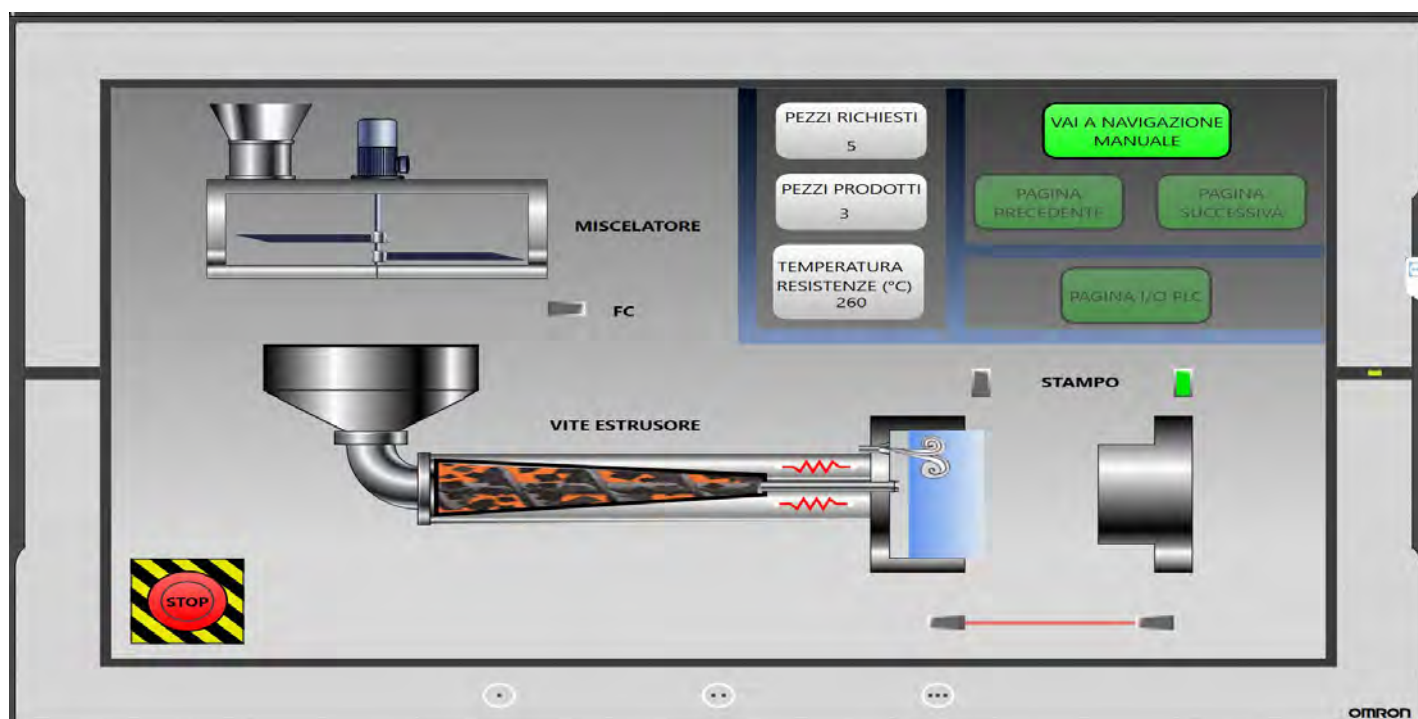 PEZZI RICHIESTI
5
VAI A NAVIGAZIONE
MANUALE
PEZZI PRODOTTI
3
PAGINA
PRECEDENTE
PAGINA
SUCCESSIVA
MISCELATORE
TEMPERATURA
RESISTENZE (°C)
260
PAGINA I/O PLC
FC
STAMPO
VITE ESTRUSORE
STOP
OMRON